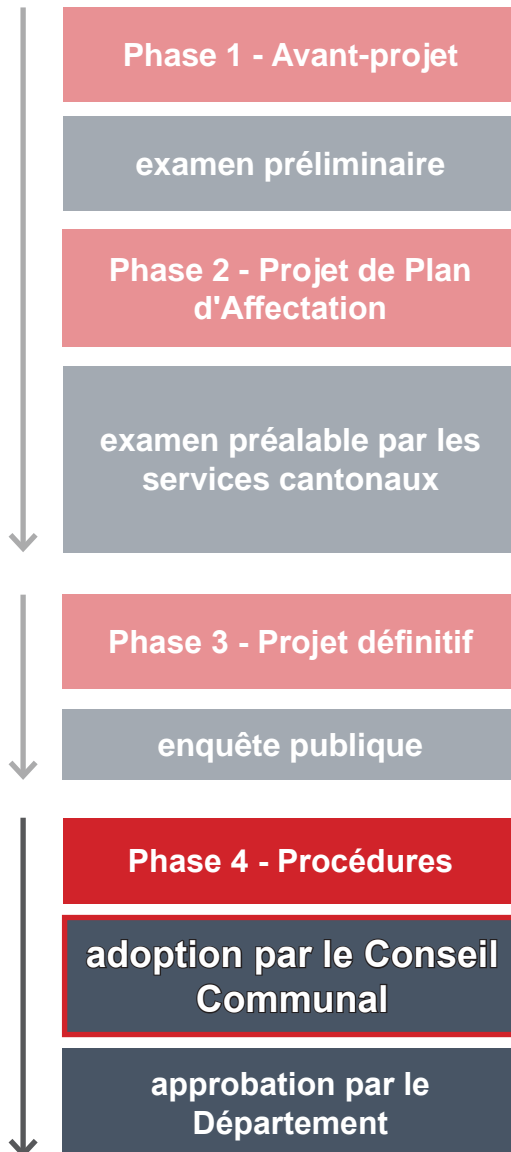 Phase 1 - Avant-projet
examen préliminaire
Phase 2 - Projet de Plan
d'Affectation
examen préalable par les
services cantonaux
Phase 3 - Projet définitif
enquête publique
Phase 4 - Procédures
adoption par le Conseil
Communal
approbation par le
Département